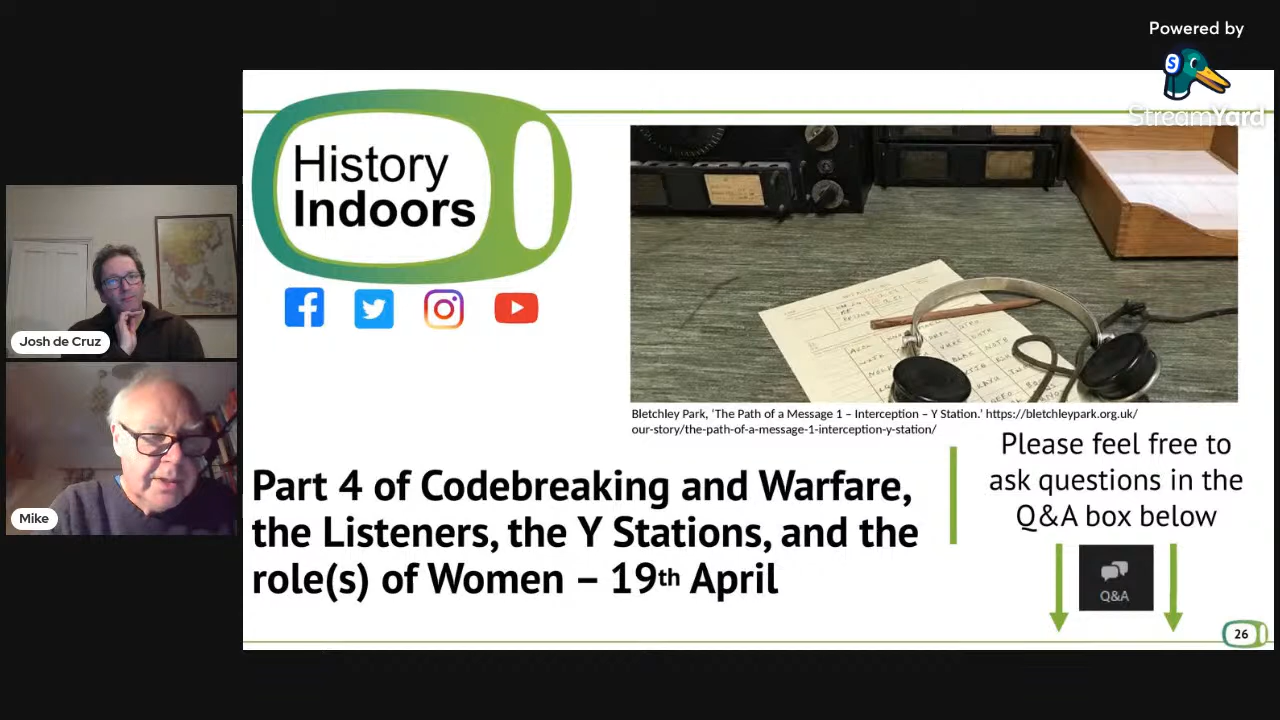 Powered by
S
StreamYard
History
Indoors
Josh de Cruz
Mike
Bletchley Park, ‘The Path of a Message 1 – Interception – Y Station.’ https://bletchleypark.org.uk/
our-story/the-path-of-a-message-1-interception-y-station/
Part 4 of Codebreaking and Warfare,
the Listeners, the Y Stations, and the
role(s) of Women – 19th April
Please feel free to
ask questions in the
Q&A box below
Q&A
26